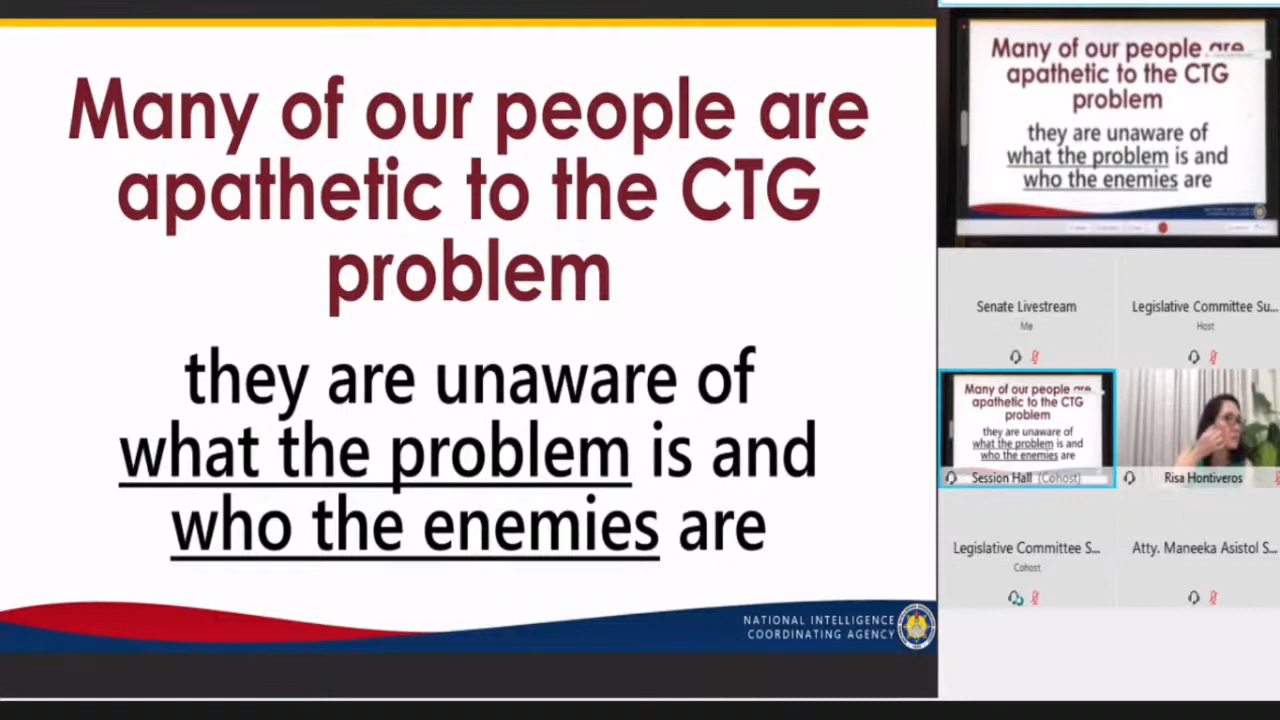 Many of our people are
apathetic to the CTG
problem
they are unaware of
what the problem is and
who the enemies are
NATIONAL INTELLIGENCE
COORDINATING AGENCY
Many of our people are
apathetic to the CTG
problem
they are unaware of
what the problem is and
who the enemies are
Senate Livestream
Me
Legislative Committee Su...
Host
Many of our people are
apathetic to the CTG
problem
they are unaware of
what the problem is and
who the enemies are
Session Hall (Cohost)
Risa Hontiveros
Legislative Committee S...
Cohost
Atty. Maneeka Asistol S...